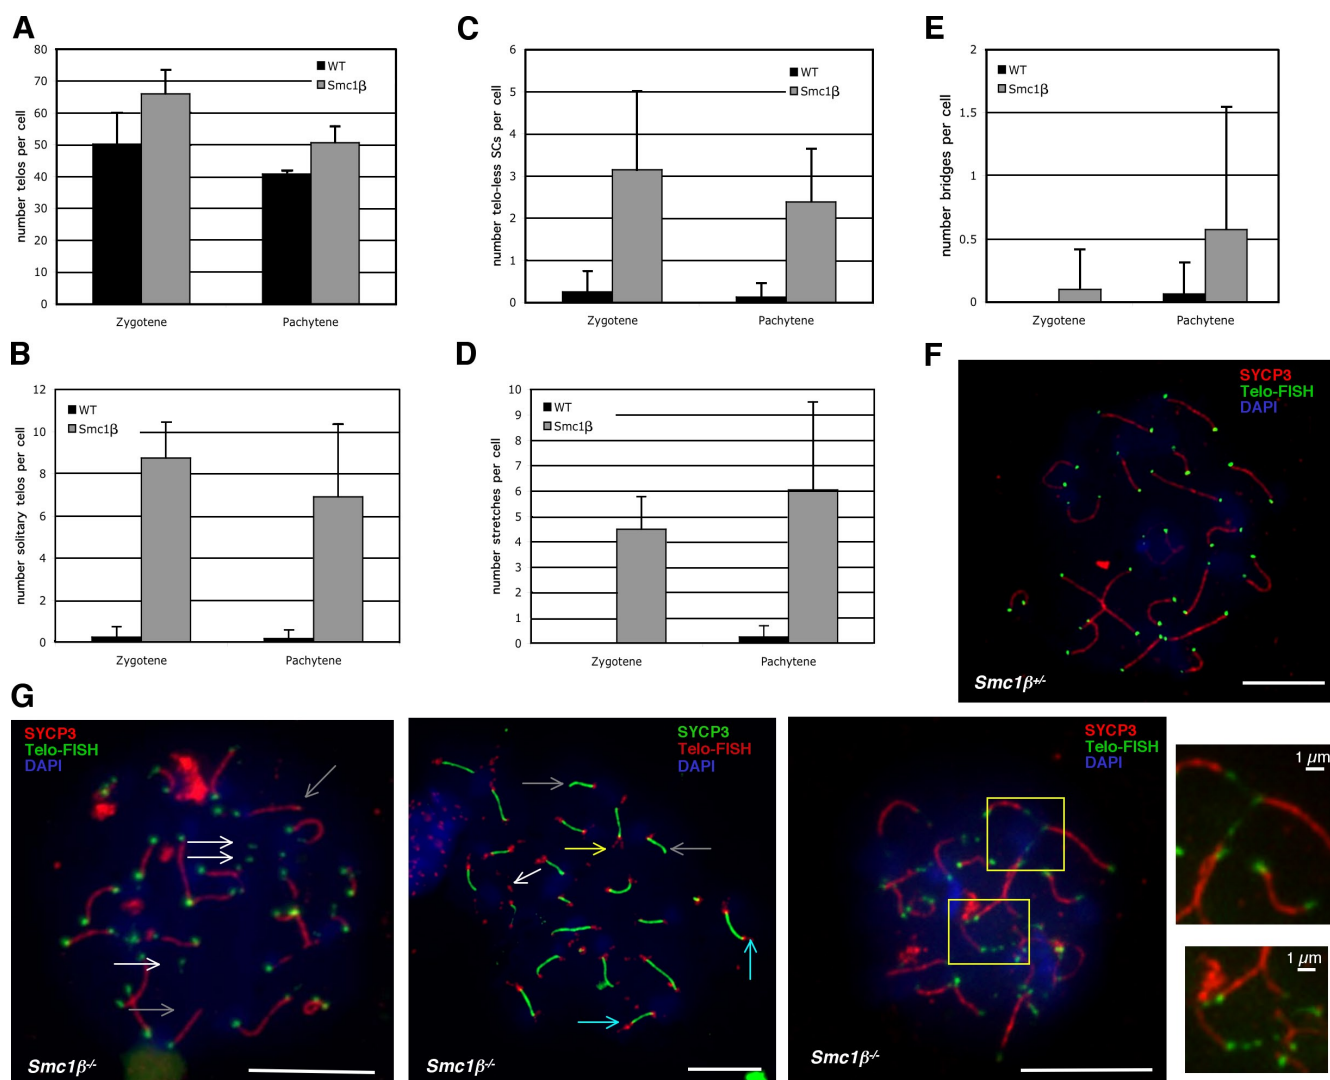 A
number telos per cell
80
70
60
50
40
30
20
10
0
WT
Smc1β
Zygotene
Pachytene
B
number solitary telos per cell
12
10
8
6
4
2
0
WT
Smc1β
Zygotene
Pachytene
C
number telo-less SCs per cell
6
5
4
3
2
1
0
WT
Smc1β
Zygotene
Pachytene
D
number stretches per cell
10
9
8
7
6
5
4
3
2
1
0
WT
Smc1β
Zygotene
Pachytene
E
number bridges per cell
2
1.5
1
0.5
0
WT
Smc1β
Zygotene
Pachytene
F
SYCP3
Telo-FISH
DAPI
Smc1β+/-
G
SYCP3
Telo-FISH
DAPI
Smc1β-/-
SYCP3
Telo-FISH
DAPI
Smc1β-/-
SYCP3
Telo-FISH
DAPI
Smc1β-/-
1 µm
1 µm